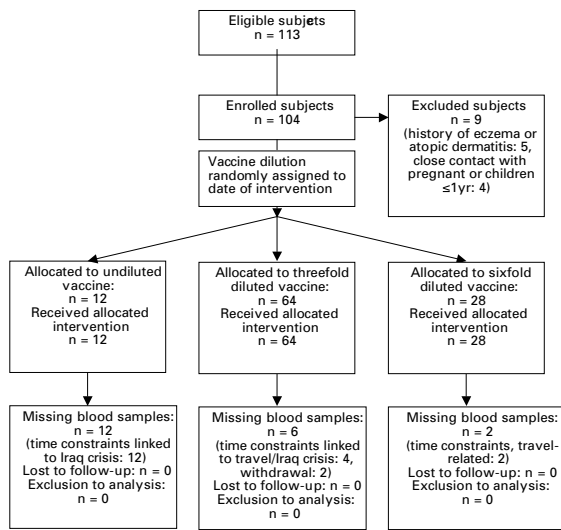 Eligible subjects
n = 113
Enrolled subjects
n = 104
Excluded subjects
n = 9
(history of eczema or
atopic dermatitis: 5,
close contact with
pregnant or children
≤1yr: 4)
Vaccine dilution
randomly assigned to
date of intervention
Allocated to undiluted
vaccine:
n = 12
Received allocated
intervention
n = 12
Allocated to threefold
diluted vaccine:
n = 64
Received allocated
intervention
n = 64
Allocated to sixfold
diluted vaccine:
n = 28
Received allocated
intervention
n = 28
Missing blood samples:
n = 12
(time constraints linked
to Iraq crisis: 12)
Lost to follow-up: n = 0
Exclusion to analysis:
n = 0
Missing blood samples:
n = 6
(time constraints linked
to travel/Iraq crisis: 4,
withdrawal: 2)
Lost to follow-up: n = 0
Exclusion to analysis:
n = 0
Missing blood samples:
n = 2
(time constraints, travel-
related: 2)
Lost to follow-up: n = 0
Exclusion to analysis:
n = 0